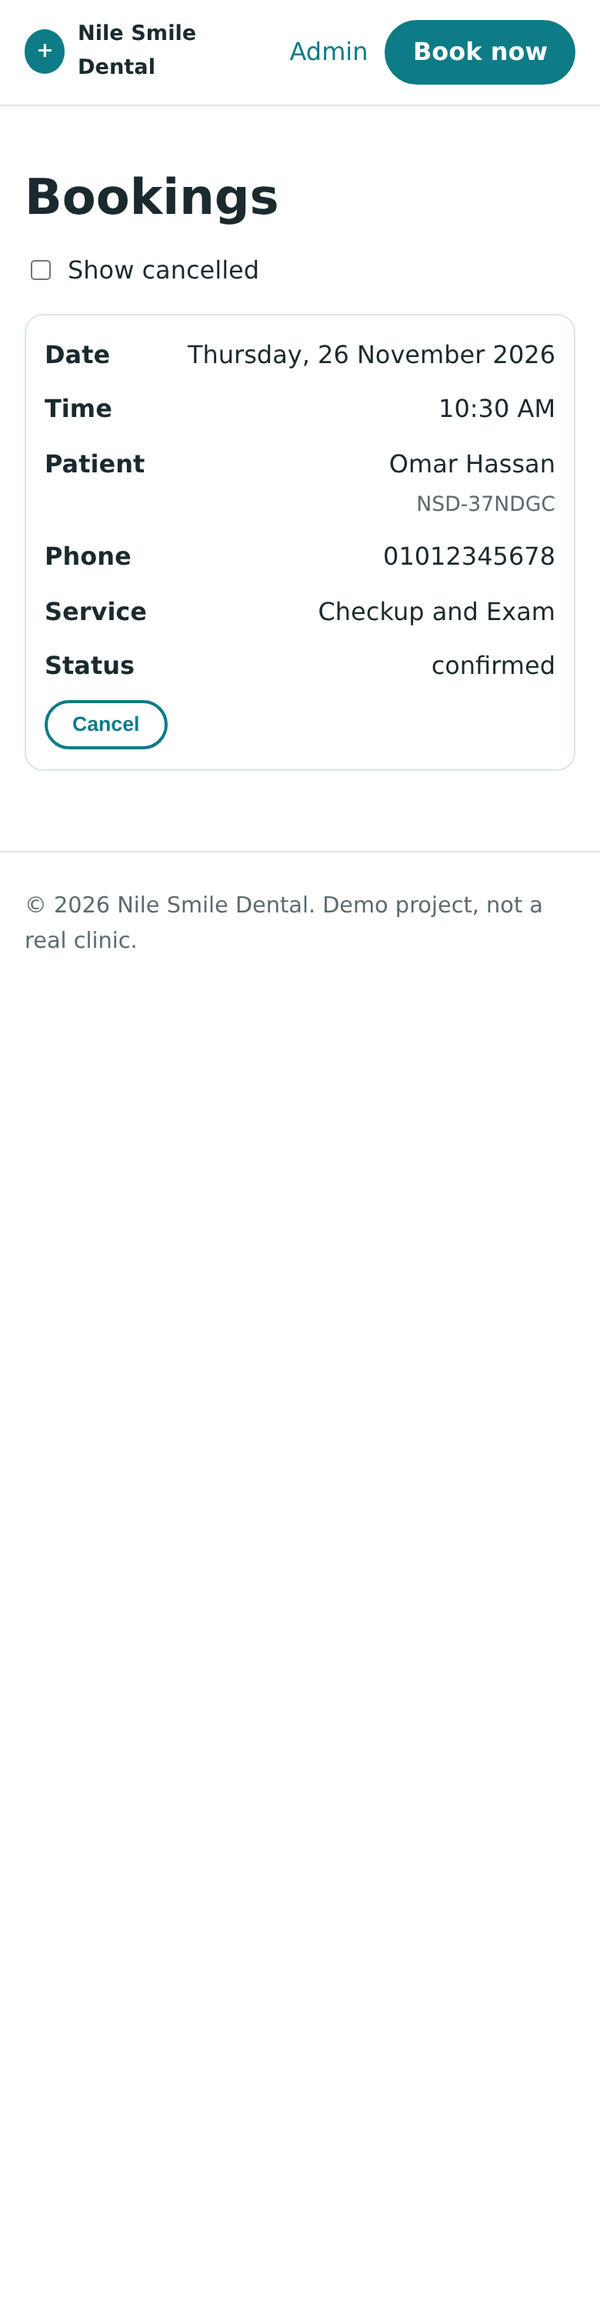 +
Nile Smile
Dental
Admin
Book now
Bookings
Show cancelled
Date Thursday, 26 November 2026
Time 10:30 AM
Patient Omar Hassan
NSD-37NDGC
Phone 01012345678
Service Checkup and Exam
Status confirmed
Cancel
© 2026 Nile Smile Dental. Demo project, not a
real clinic.